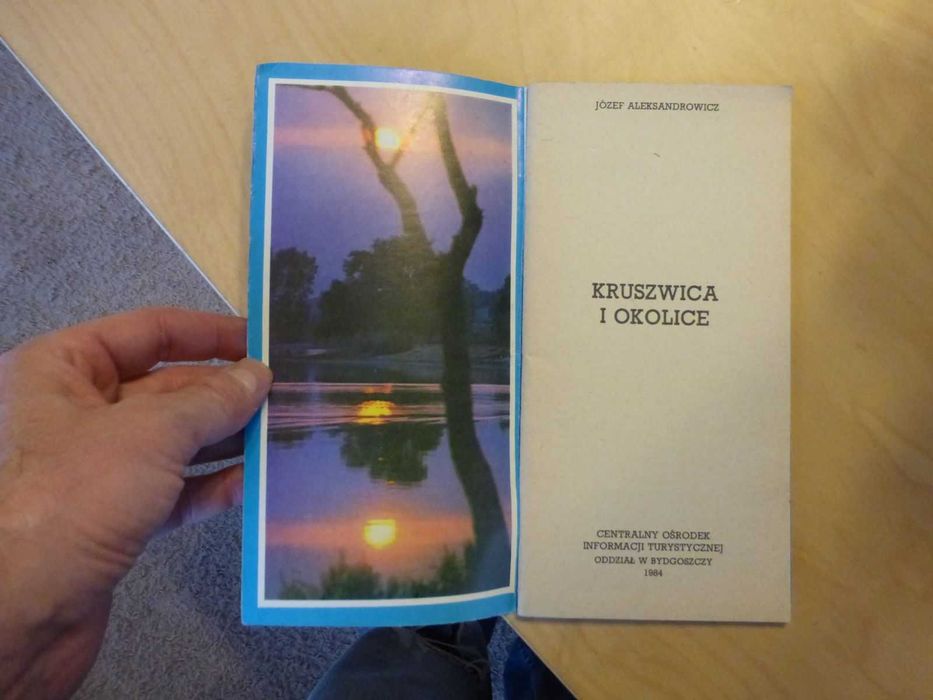 JÓZEF ALEKSANDROWICZ
KRUSZWICA
I OKOLICE
CENTRALNY OŚRODEK
INFORMACJI TURYSTYCZNEJ
ODDZIAŁ W BYDGOSZCZY
1984